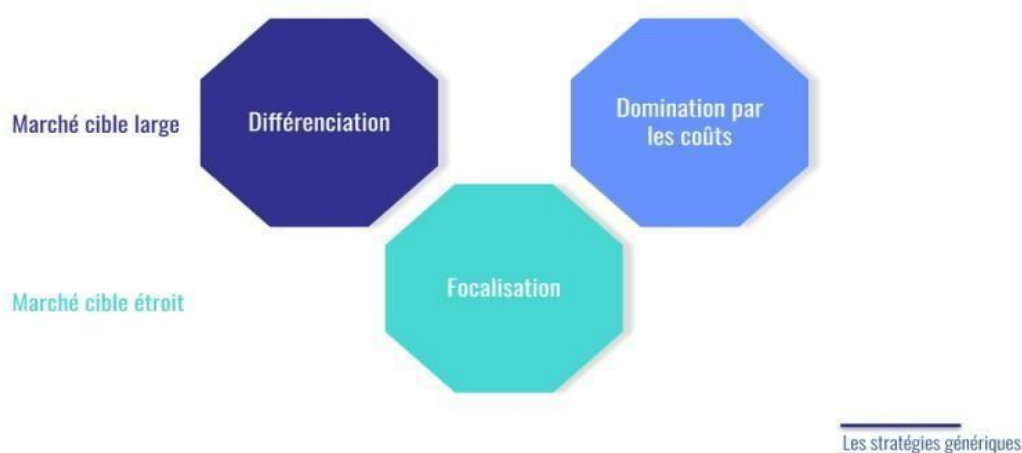 Marché cible large
Différenciation
Domination par
les coûts
Marché cible étroit
Focalisation
Les stratégies génériques